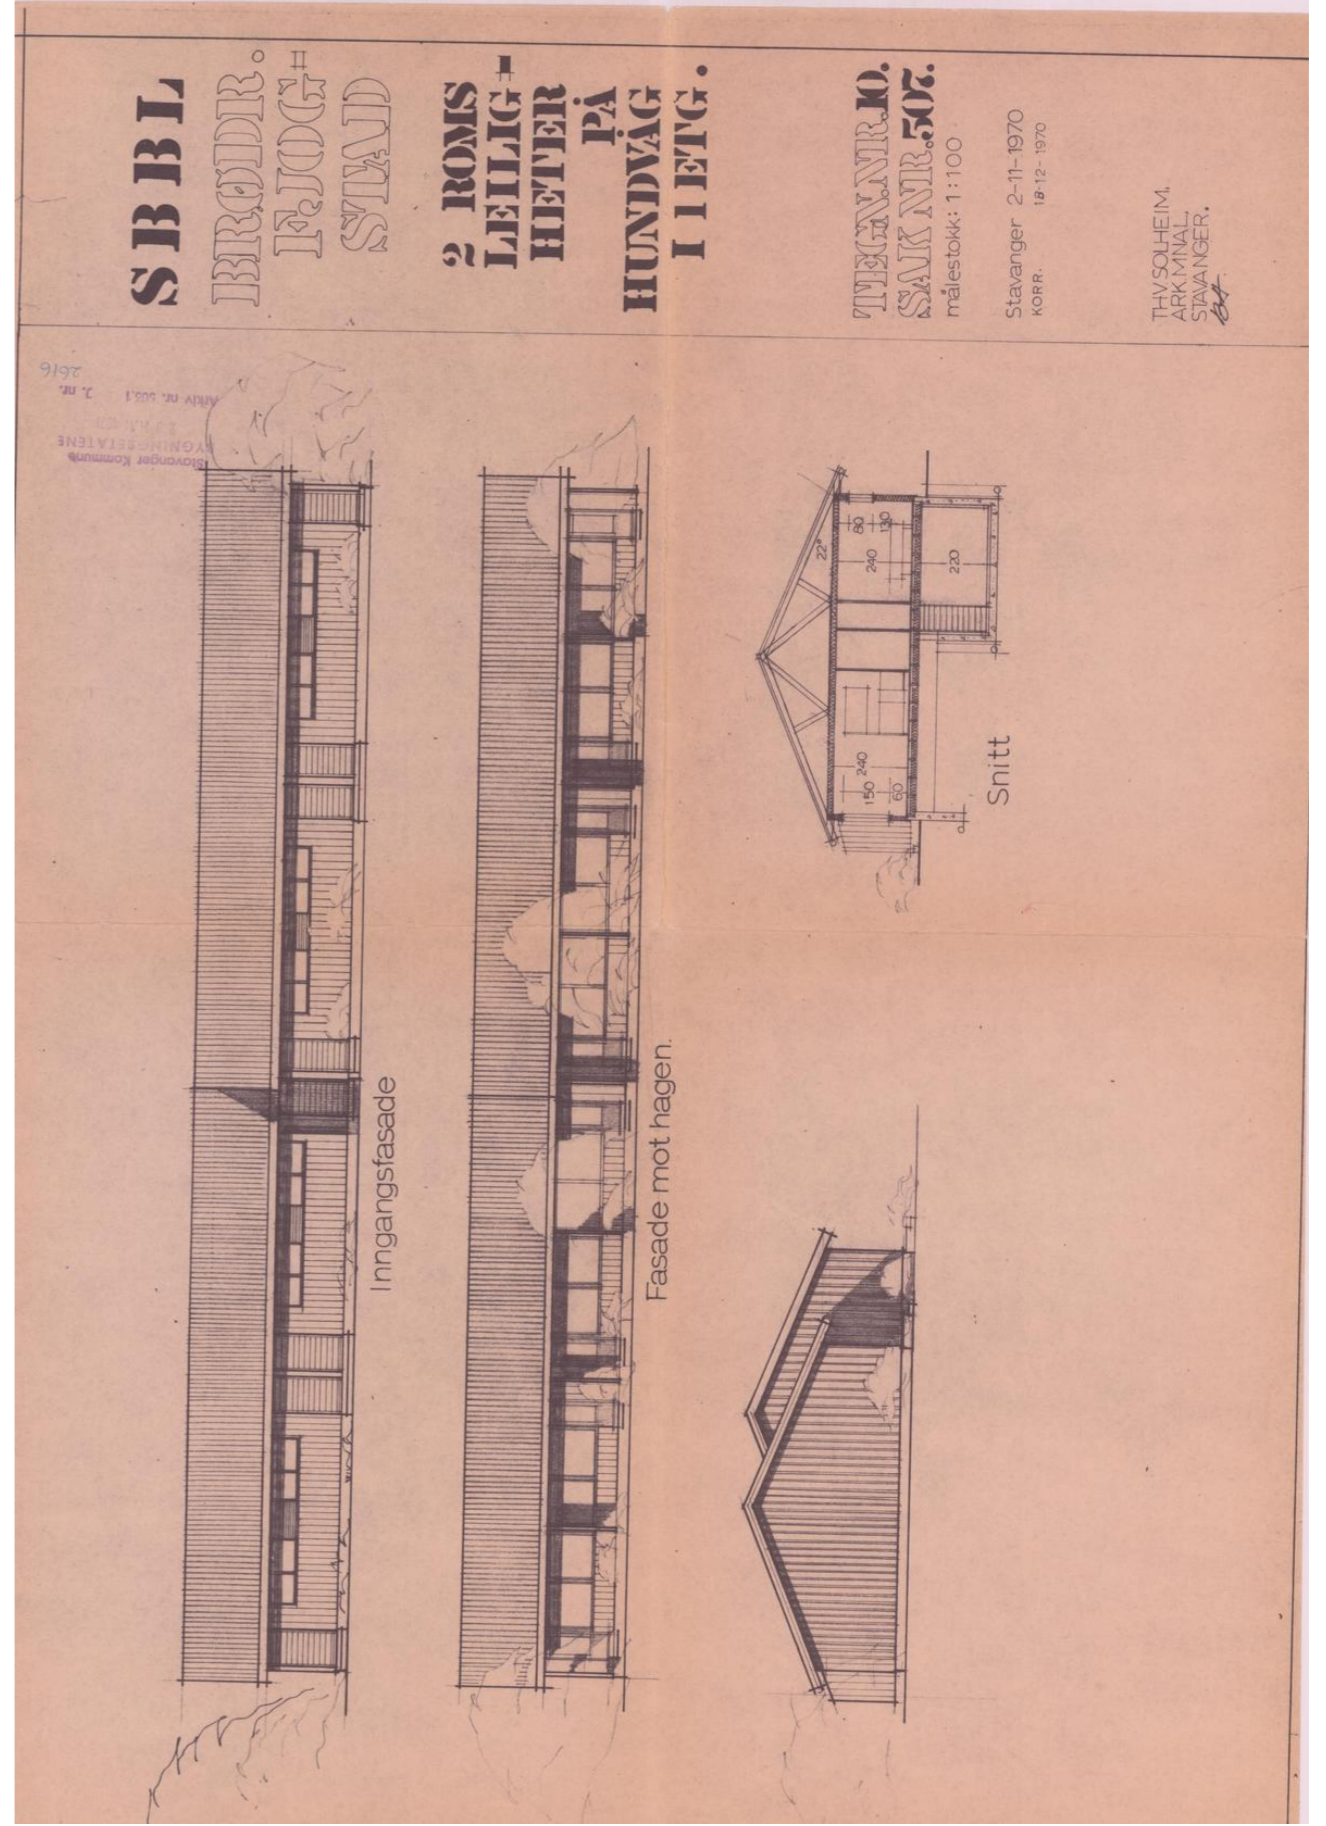 SBBL
BRØDR.
FJOG=
STAD
2 ROMS
LEILIG=
HETER
PÅ
HUNDVÅG
I 1 ETG.
TEGN.NR.10.
SAK NR.507.
målestokk: 1:100
Stavanger 2-11-1970
KORR. 18-12-1970
THV SOLHEIM.
ARK.MNAL.
STAVANGER.
Stavanger Kommune
BYGNINGSETATENE
Arkiv nr. 505.1 J. nr.
2616
Inngangsfasade
Fasade mot hagen.
22°
80
130
240
220
240
150
60
Snitt